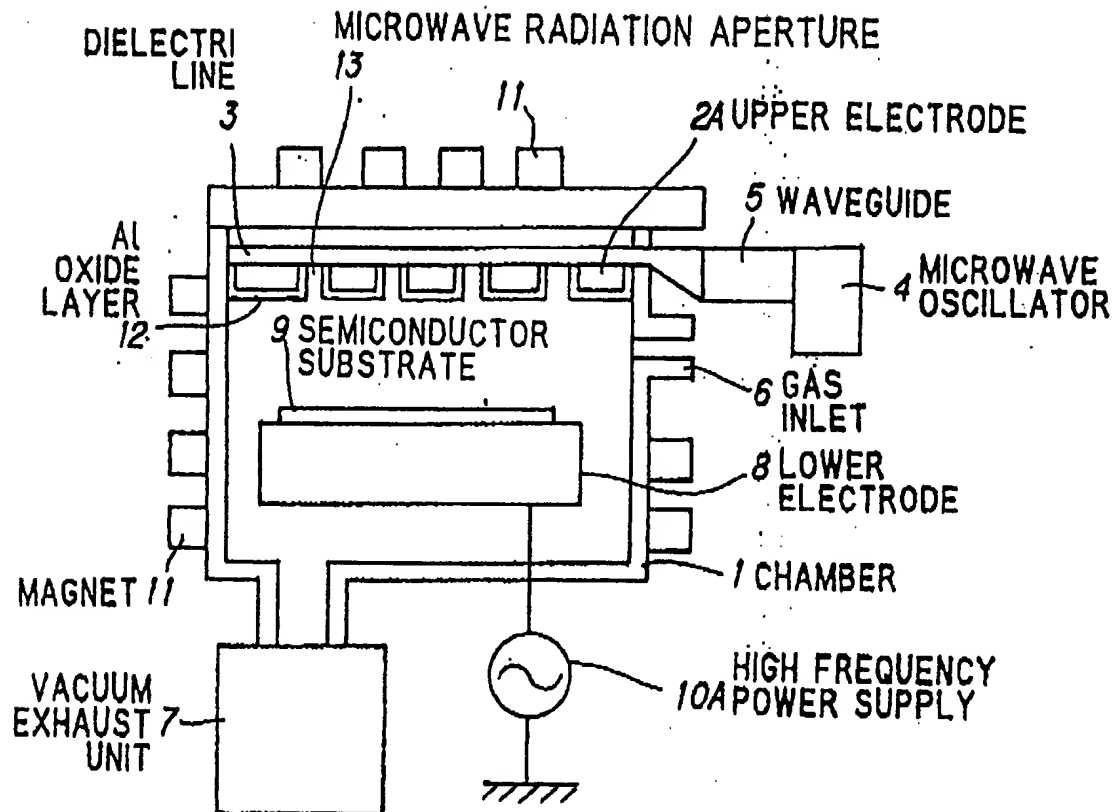 MICROWAVE RADIATION APERTURE
DIELECTRI
LINE
13
3
11
2A UPPER ELECTRODE
5 WAVEGUIDE
Al
OXIDE
LAYER
12
4 MICROWAVE
OSCILLATOR
9 SEMICONDUCTOR
SUBSTRATE
6 GAS
INLET
8 LOWER
ELECTRODE
MAGNET 11
1 CHAMBER
VACUUM
EXHAUST 7
UNIT
HIGH FREQUENCY
10A POWER SUPPLY